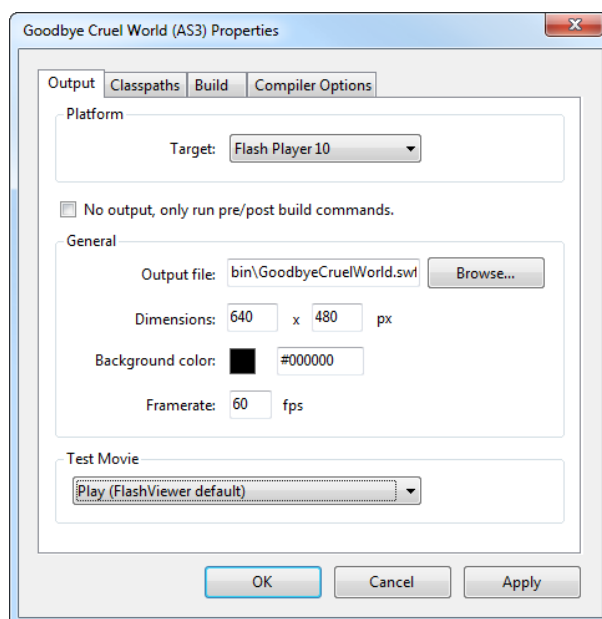 Goodbye Cruel World (AS3) Properties
Output Classpaths Build Compiler Options
Platform
Target: Flash Player 10
No output, only run pre/post build commands.
General
Output file: bin\GoodbyeCruelWorld.swf Browse...
Dimensions: 640 x 480 px
Background color: #000000
Framerate: 60 fps
Test Movie
Play (FlashViewer default)
OK Cancel Apply